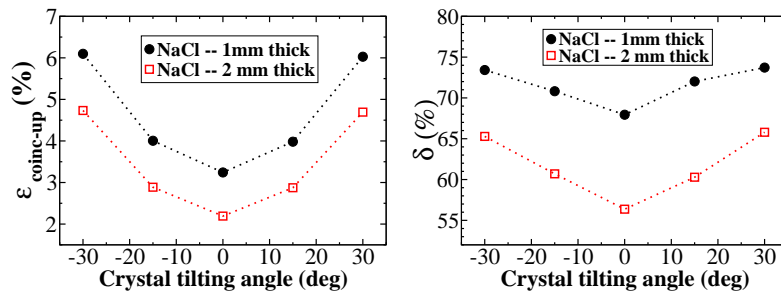 7
6
5
4
3
2
ε coinc-up (%)
NaCl -- 1mm thick
NaCl -- 2 mm thick
-30 -20 -10 0 10 20 30
Crystal tilting angle (deg)
80
75
70
65
60
55
δ (%)
NaCl -- 1mm thick
NaCl -- 2 mm thick
-30 -20 -10 0 10 20 30
Crystal tilting angle (deg)